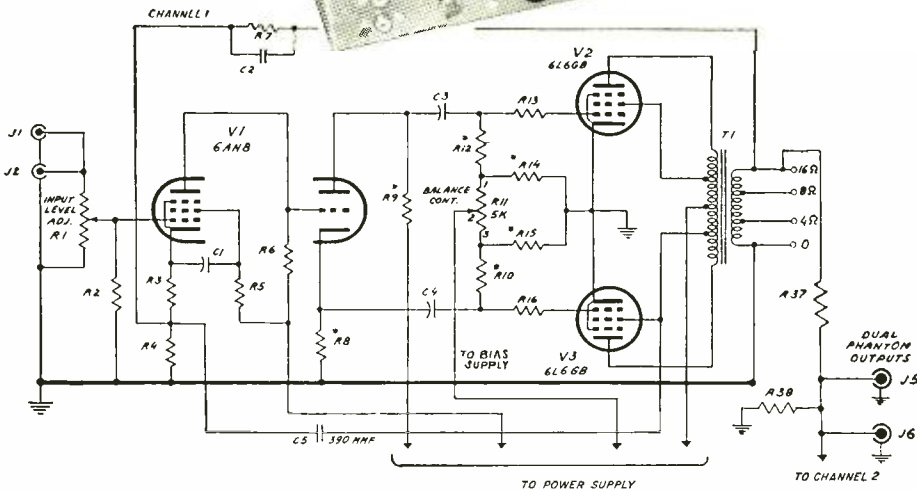 CHANNEL 1
R7
C2
J1
J2
INPUT
LEVEL
ADJ.
R1
V1
6AN8
C1
R2
R3
R4
R5
R6
* R9
* R8
C3
C4
* R12
BALANCE
CONT.
1
R11
2
5K
3
* R14
* R15
* R10
R13
R16
V2
6L6GB
V3
6L6GB
T1
16Ω
8Ω
4Ω
0
R37
DUAL
PHANTOM
OUTPUTS
J5
R38
J6
TO BIAS
SUPPLY
C5 390 MMF
TO POWER SUPPLY
TO CHANNEL 2